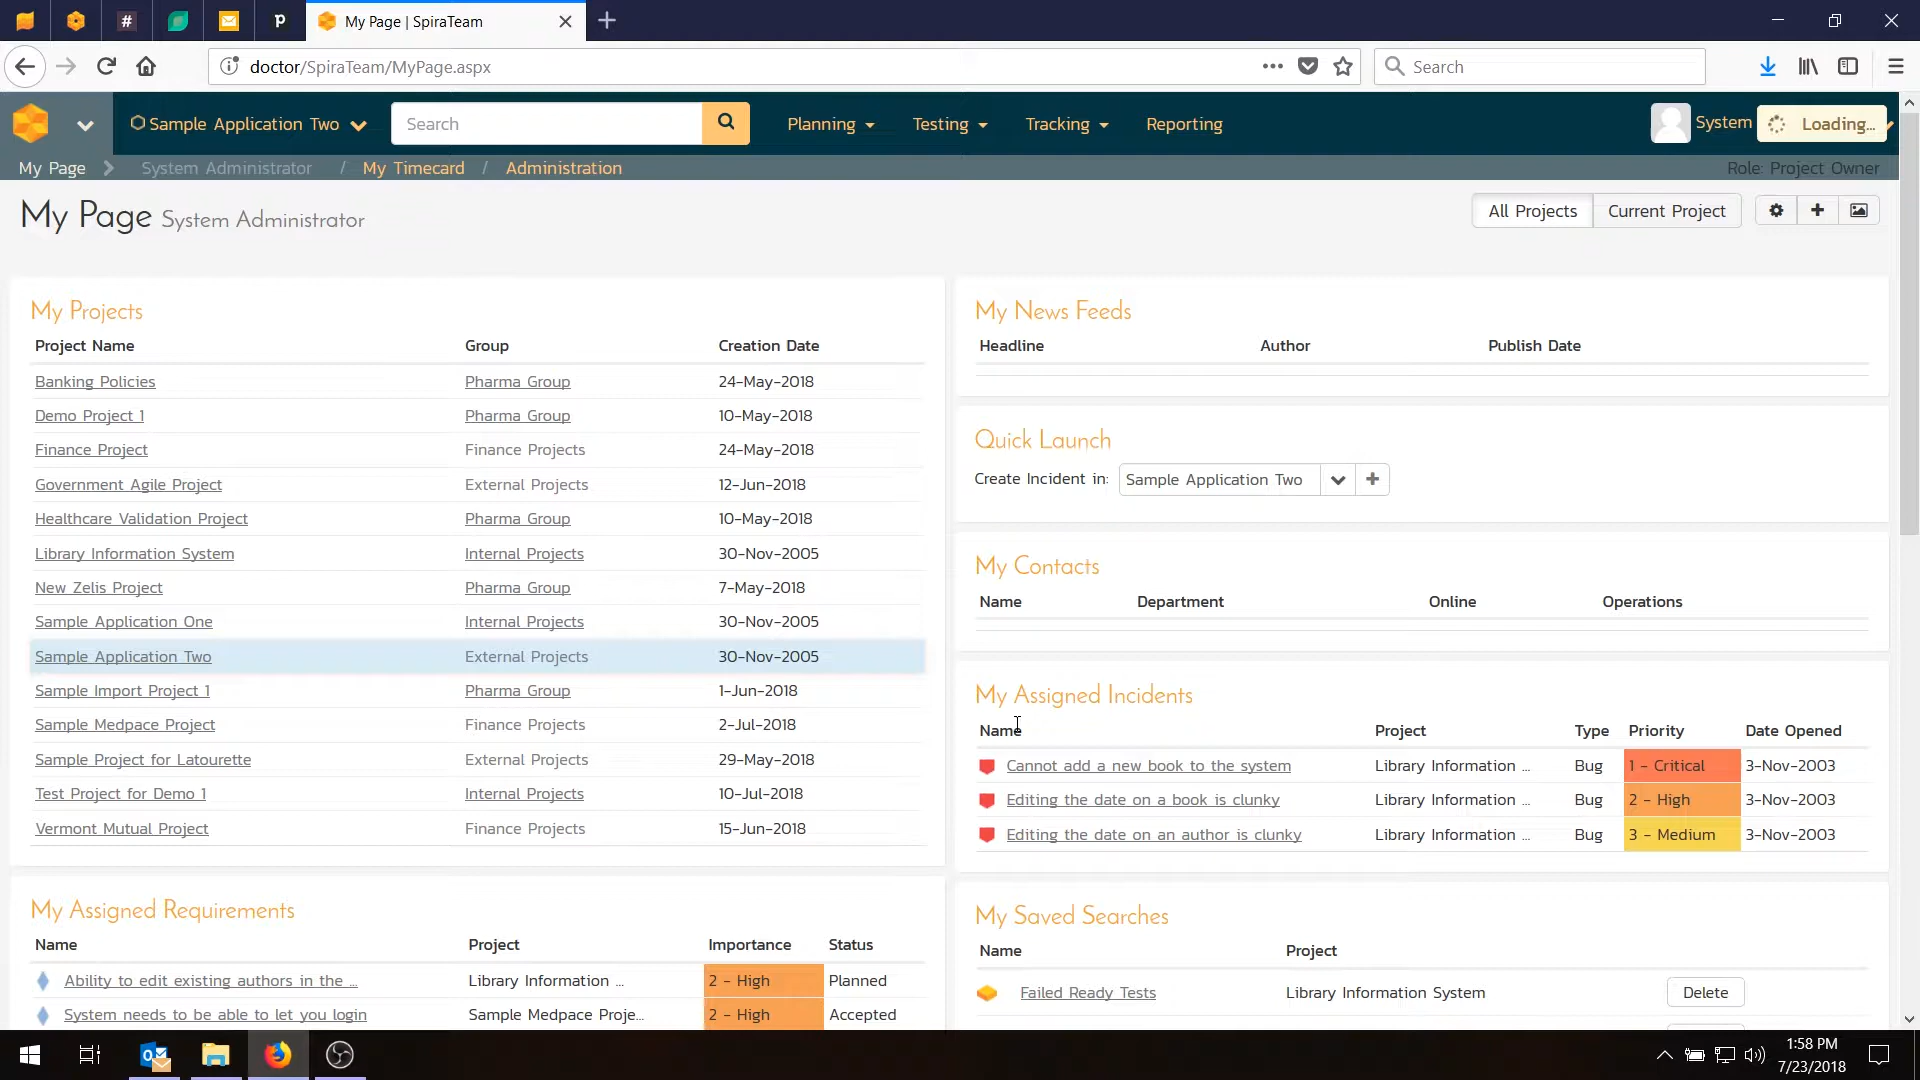 # p My Page | SpiraTeam
doctor/SpiraTeam/MyPage.aspx Search
Sample Application Two Search Planning Testing Tracking Reporting System Loading...
My Page System Administrator / My Timecard / Administration Role: Project Owner
My Page System Administrator All Projects Current Project
My Projects
Project Name Group Creation Date
Banking Policies Pharma Group 24-May-2018
Demo Project 1 Pharma Group 10-May-2018
Finance Project Finance Projects 24-May-2018
Government Agile Project External Projects 12-Jun-2018
Healthcare Validation Project Pharma Group 10-May-2018
Library Information System Internal Projects 30-Nov-2005
New Zelis Project Pharma Group 7-May-2018
Sample Application One Internal Projects 30-Nov-2005
Sample Application Two External Projects 30-Nov-2005
Sample Import Project 1 Pharma Group 1-Jun-2018
Sample Medpace Project Finance Projects 2-Jul-2018
Sample Project for Latourette External Projects 29-May-2018
Test Project for Demo 1 Internal Projects 10-Jul-2018
Vermont Mutual Project Finance Projects 15-Jun-2018
My Assigned Requirements
Name Project Importance Status
Ability to edit existing authors in the ... Library Information ... 2 - High Planned
System needs to be able to let you login Sample Medpace Proje... 2 - High Accepted
My News Feeds
Headline Author Publish Date
Quick Launch
Create Incident in: Sample Application Two
My Contacts
Name Department Online Operations
My Assigned Incidents
Name Project Type Priority Date Opened
Cannot add a new book to the system Library Information ... Bug 1 - Critical 3-Nov-2003
Editing the date on a book is clunky Library Information ... Bug 2 - High 3-Nov-2003
Editing the date on an author is clunky Library Information ... Bug 3 - Medium 3-Nov-2003
My Saved Searches
Name Project
Failed Ready Tests Library Information System Delete
1:58 PM
7/23/2018